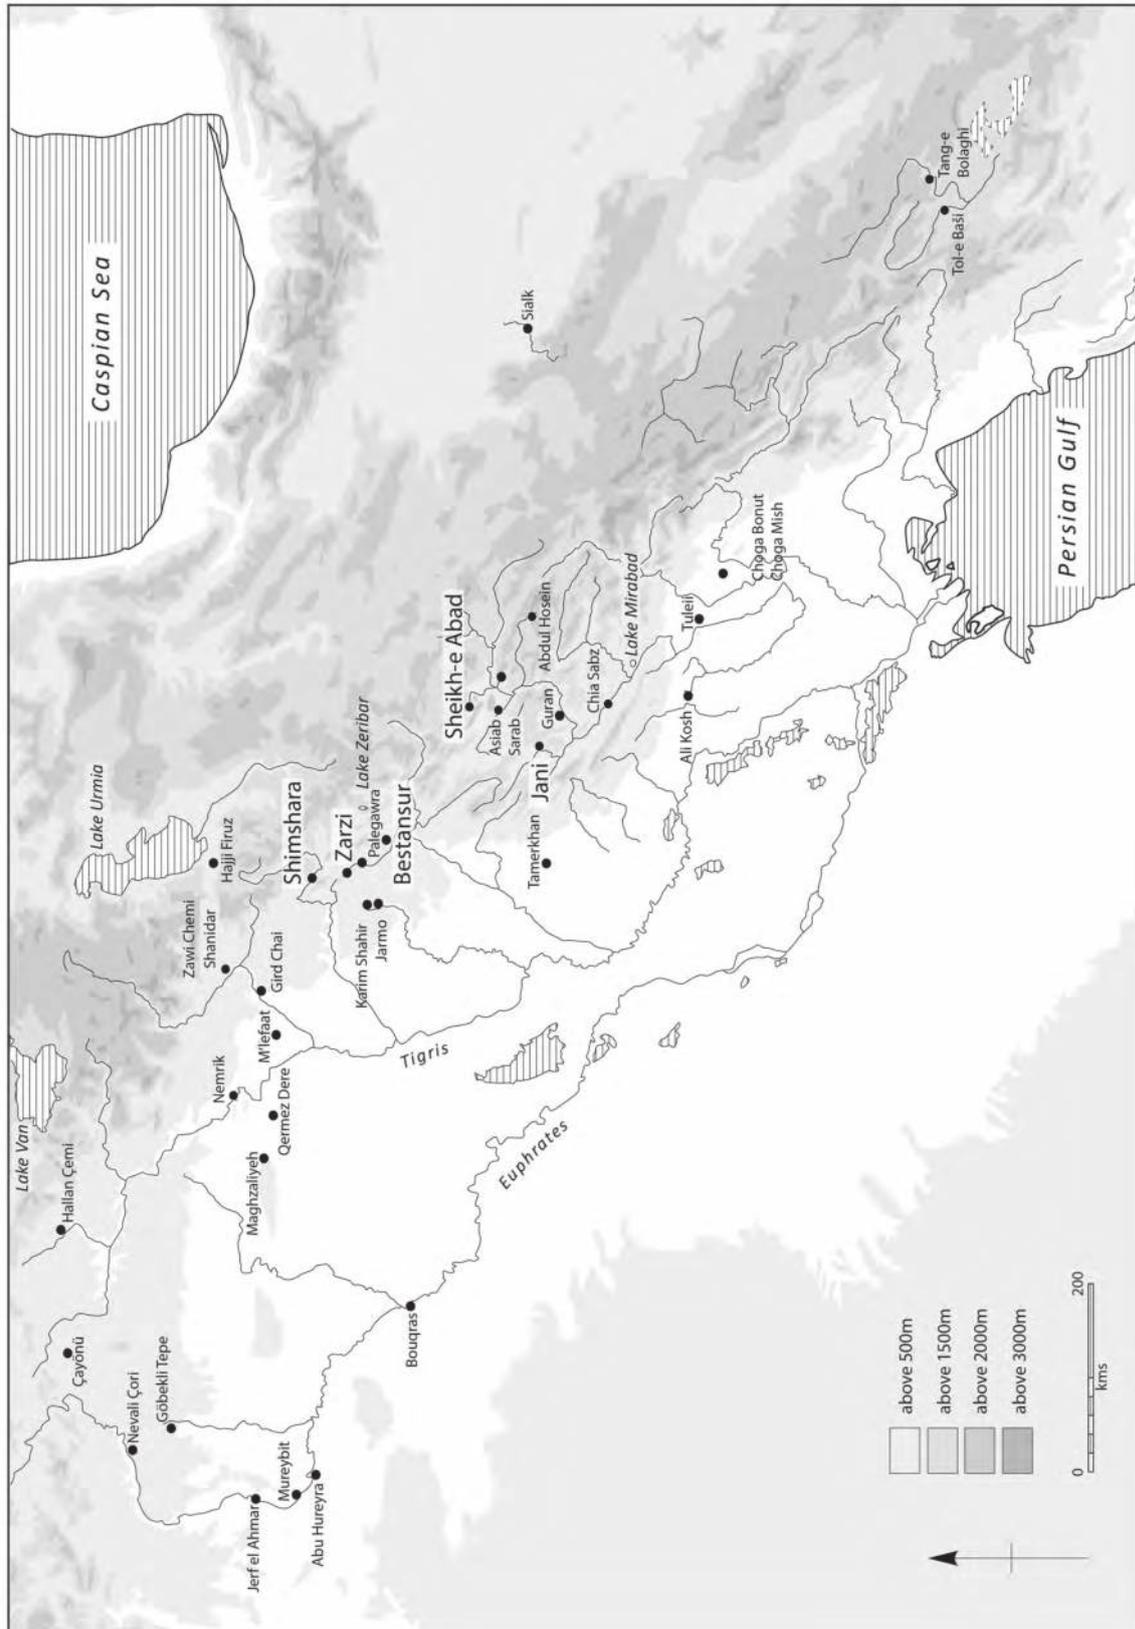 Caspian Sea
Lake Urmia
Lake Van
Hallan Çemi
Çayönü
Nevali Çori
Göbekli Tepe
Zawi Chemi
Shanidar
Hajji Firuz
Gird Chai
M'lefaat
Nemrik
Qermez Dere
Maghzaliyeh
Jerf el Ahmar
Mureybit
Abu Hureyra
Bouqras
Shimshara
Zarzi
Palegawra
Lake Zeribar
Bestansur
Karim Shahir
Jarmo
Tigris
Euphrates
Sheikh-e Abad
Asiab
Sarab
Abdul Hosein
Guran
Jani
Tamerkhan
Chia Sabz
Lake Mirabad
Sialk
Ali Kosh
Tuleii
Choga Bonut
Choga Mish
Tang-e
Bolaghi
Tol-e Baši
Persian Gulf
above 500m
above 1500m
above 2000m
above 3000m
0
200
kms